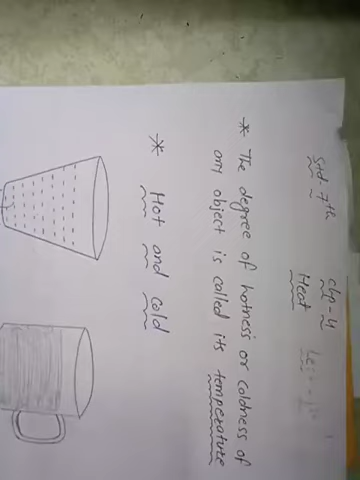 Std-7th chp-4
Heat
* The degree of hotness or coldness of
any object is called its temperature
* Hot and cold